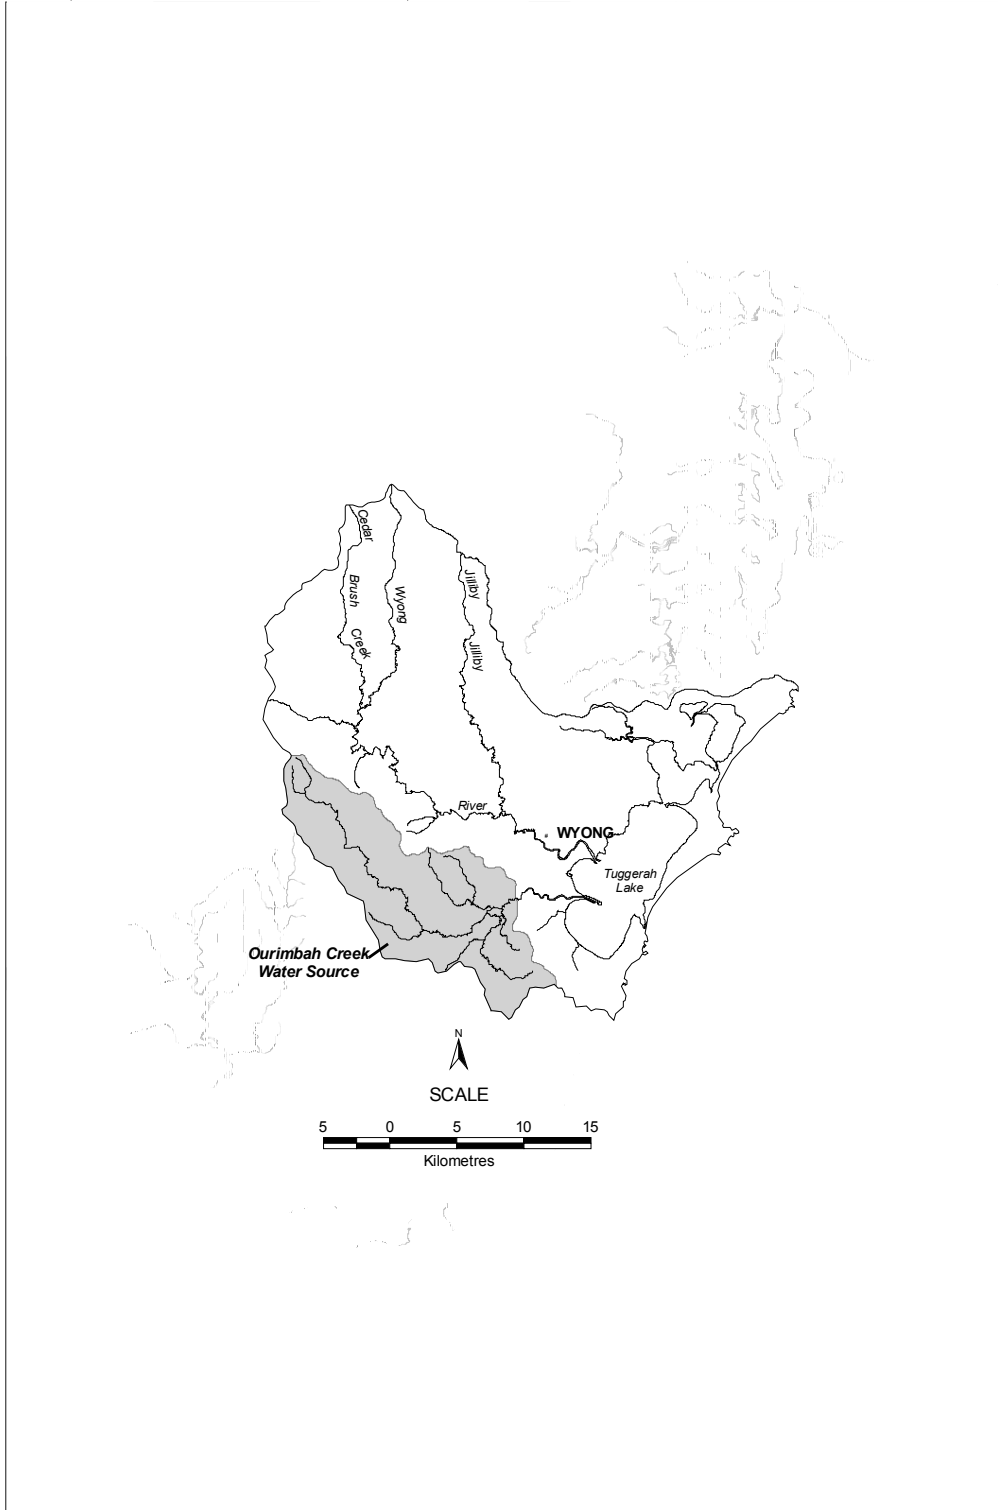 Cedar
Brush
Creek
Wyong
Jilliby
Jilliby
River
WYONG
Tuggerah
Lake
Ourimbah Creek
Water Source
N
SCALE
5 0 5 10 15
Kilometres